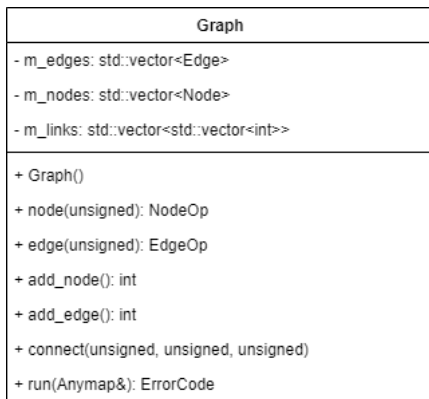 Graph
- m_edges: std::vector<Edge>
- m_nodes: std::vector<Node>
- m_links: std::vector<std::vector<int>>
+ Graph()
+ node(unsigned): NodeOp
+ edge(unsigned): EdgeOp
+ add_node(): int
+ add_edge(): int
+ connect(unsigned, unsigned, unsigned)
+ run(Anymap&): ErrorCode